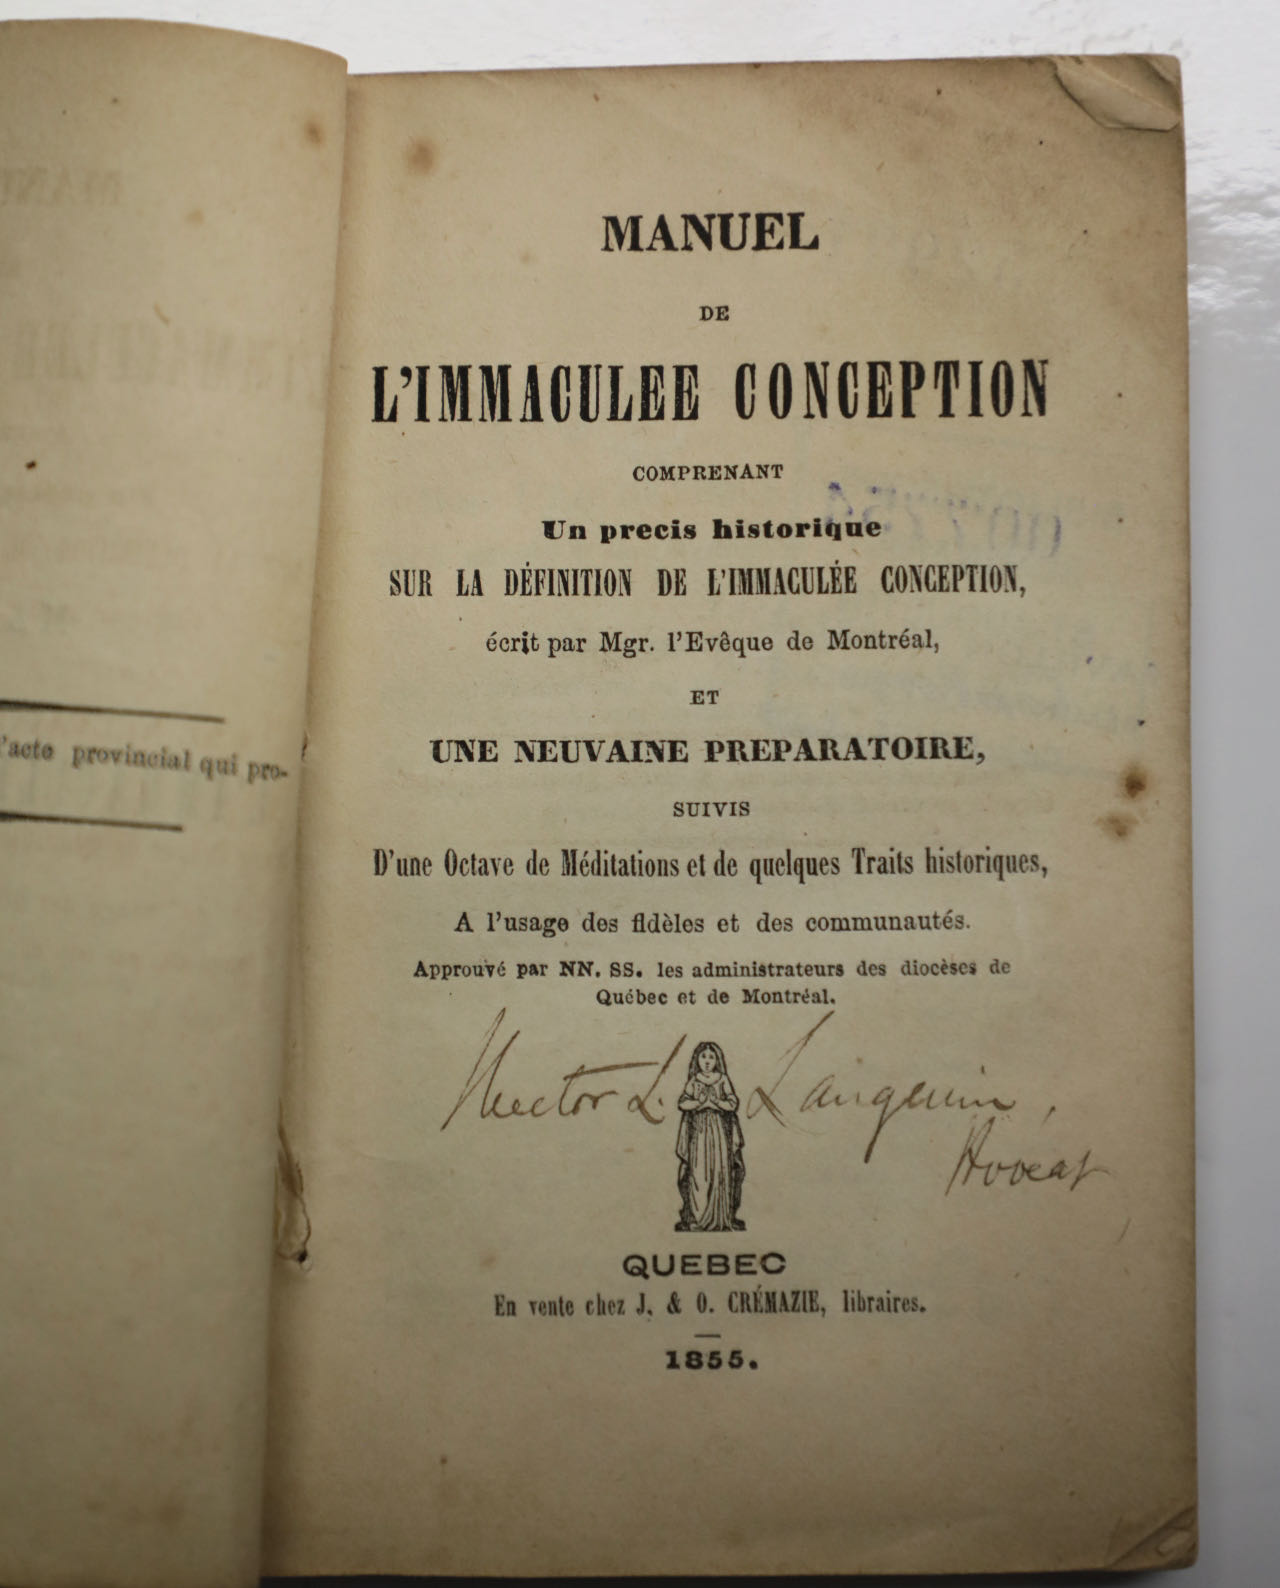 l'acte provincial qui pro-
MANUEL
DE
L'IMMACULEE CONCEPTION
COMPRENANT
Un precis historique
SUR LA DÉFINITION DE L'IMMACULÉE CONCEPTION,
écrit par Mgr. l'Evêque de Montréal,
ET
UNE NEUVAINE PREPARATOIRE,
SUIVIS
D'une Octave de Méditations et de quelques Traits historiques,
A l'usage des fidèles et des communautés.
Approuvé par NN. SS. les administrateurs des diocèses de
Québec et de Montréal.
Hector L. Langevin,
Avocat
QUEBEC
En vente chez J. & O. CRÉMAZIE, libraires.
1855.